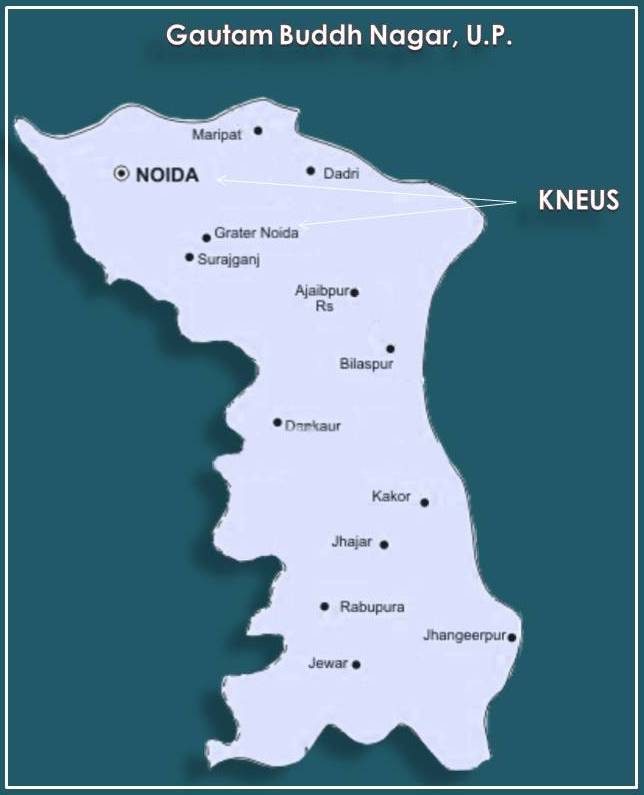 Gautam Buddh Nagar, U.P.
Maripat
NOIDA
Dadri
KNEUS
Grater Noida
Surajganj
Ajaibpur
Rs
Bilaspur
Dankaur
Kakor
Jhajar
Rabupura
Jhangeerpur
Jewar